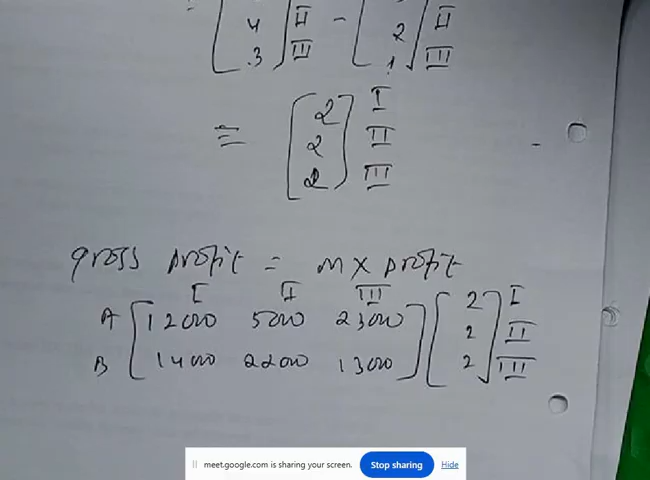 4 II - 2 II
.3 III 1 III
= 2 I
2 II
2 III
gross profit = M x profit
I II III
A 12000 5000 23000 2 I
2 II
B 14000 22000 13000 2 III
meet.google.com is sharing your screen. Stop sharing Hide